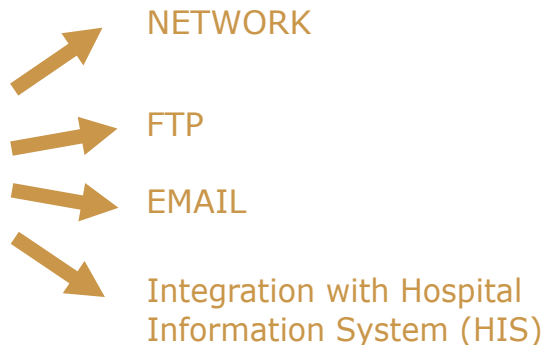 NETWORK
FTP
EMAIL
Integration with Hospital
Information System (HIS)